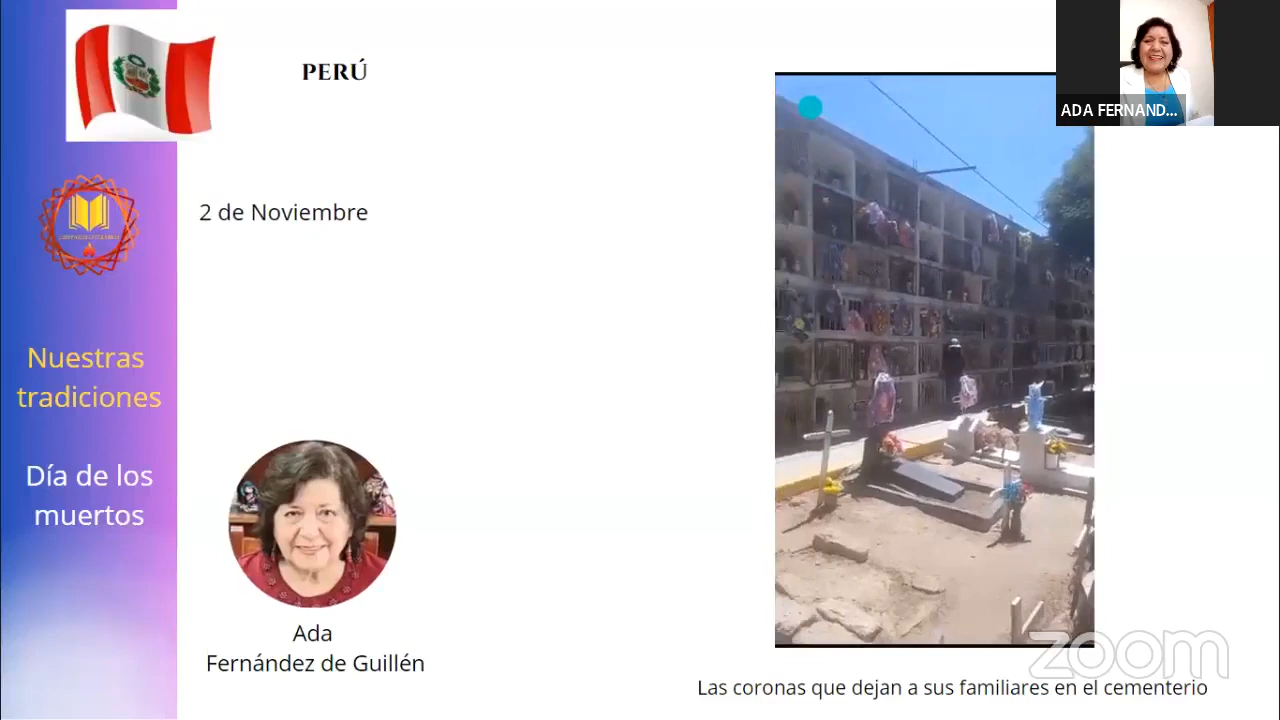 PERÚ
ADA FERNAND...
2 de Noviembre
Nuestras
tradiciones
Día de los
muertos
Ada
Fernández de Guillén
zoom
Las coronas que dejan a sus familiares en el cementerio